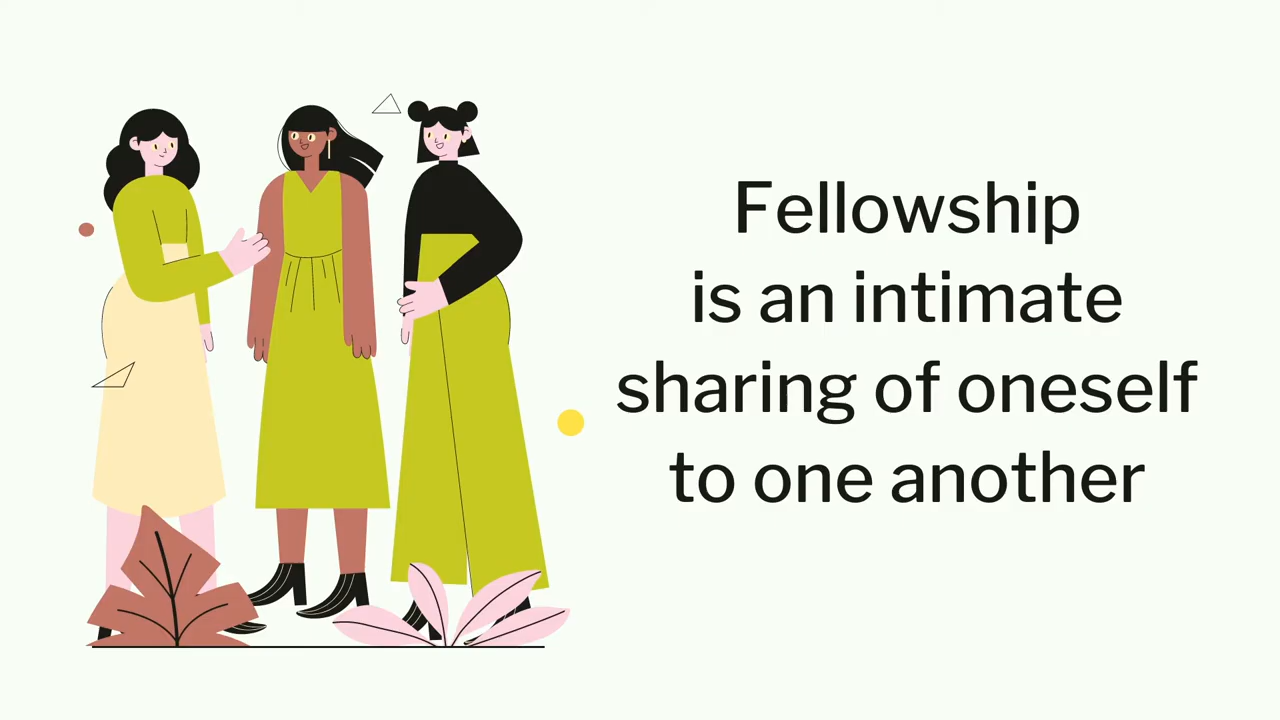 Fellowship
is an intimate
sharing of oneself
to one another